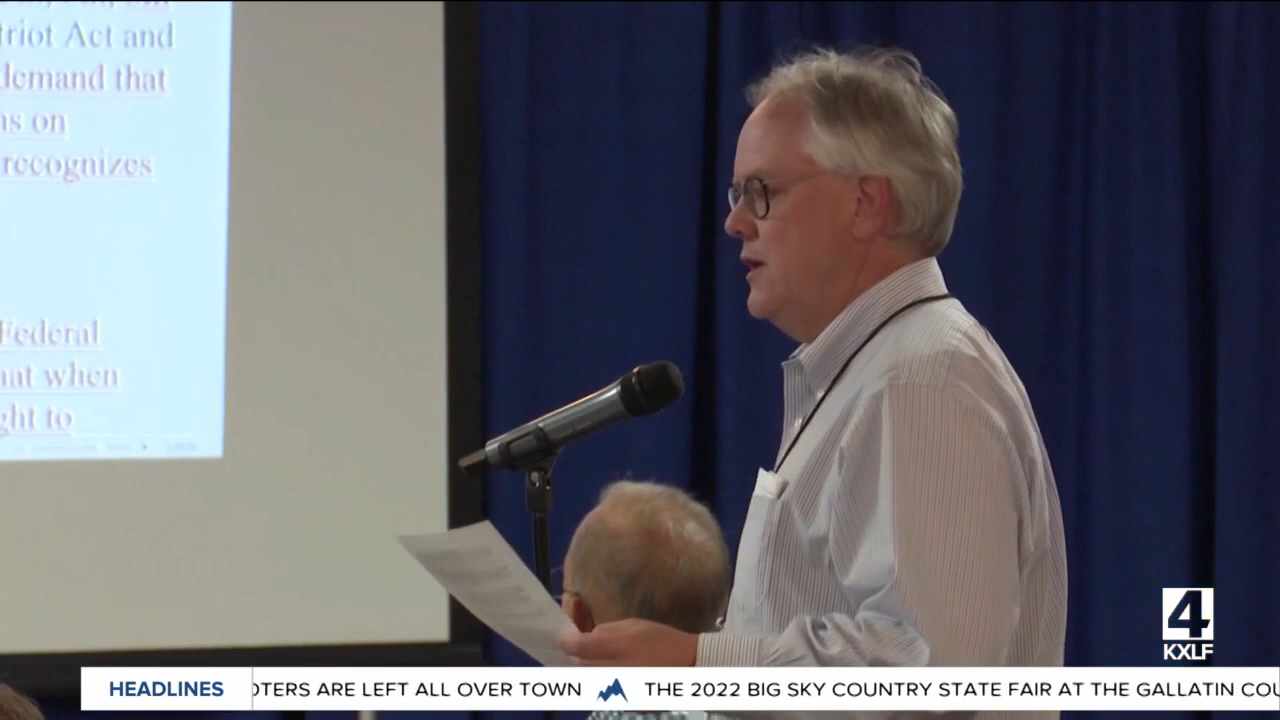 triot Act and
demand that
ns on
recognizes
Federal
hat when
ght to
4
KXLF
HEADLINES
OTERS ARE LEFT ALL OVER TOWN
THE 2022 BIG SKY COUNTRY STATE FAIR AT THE GALLATIN COU